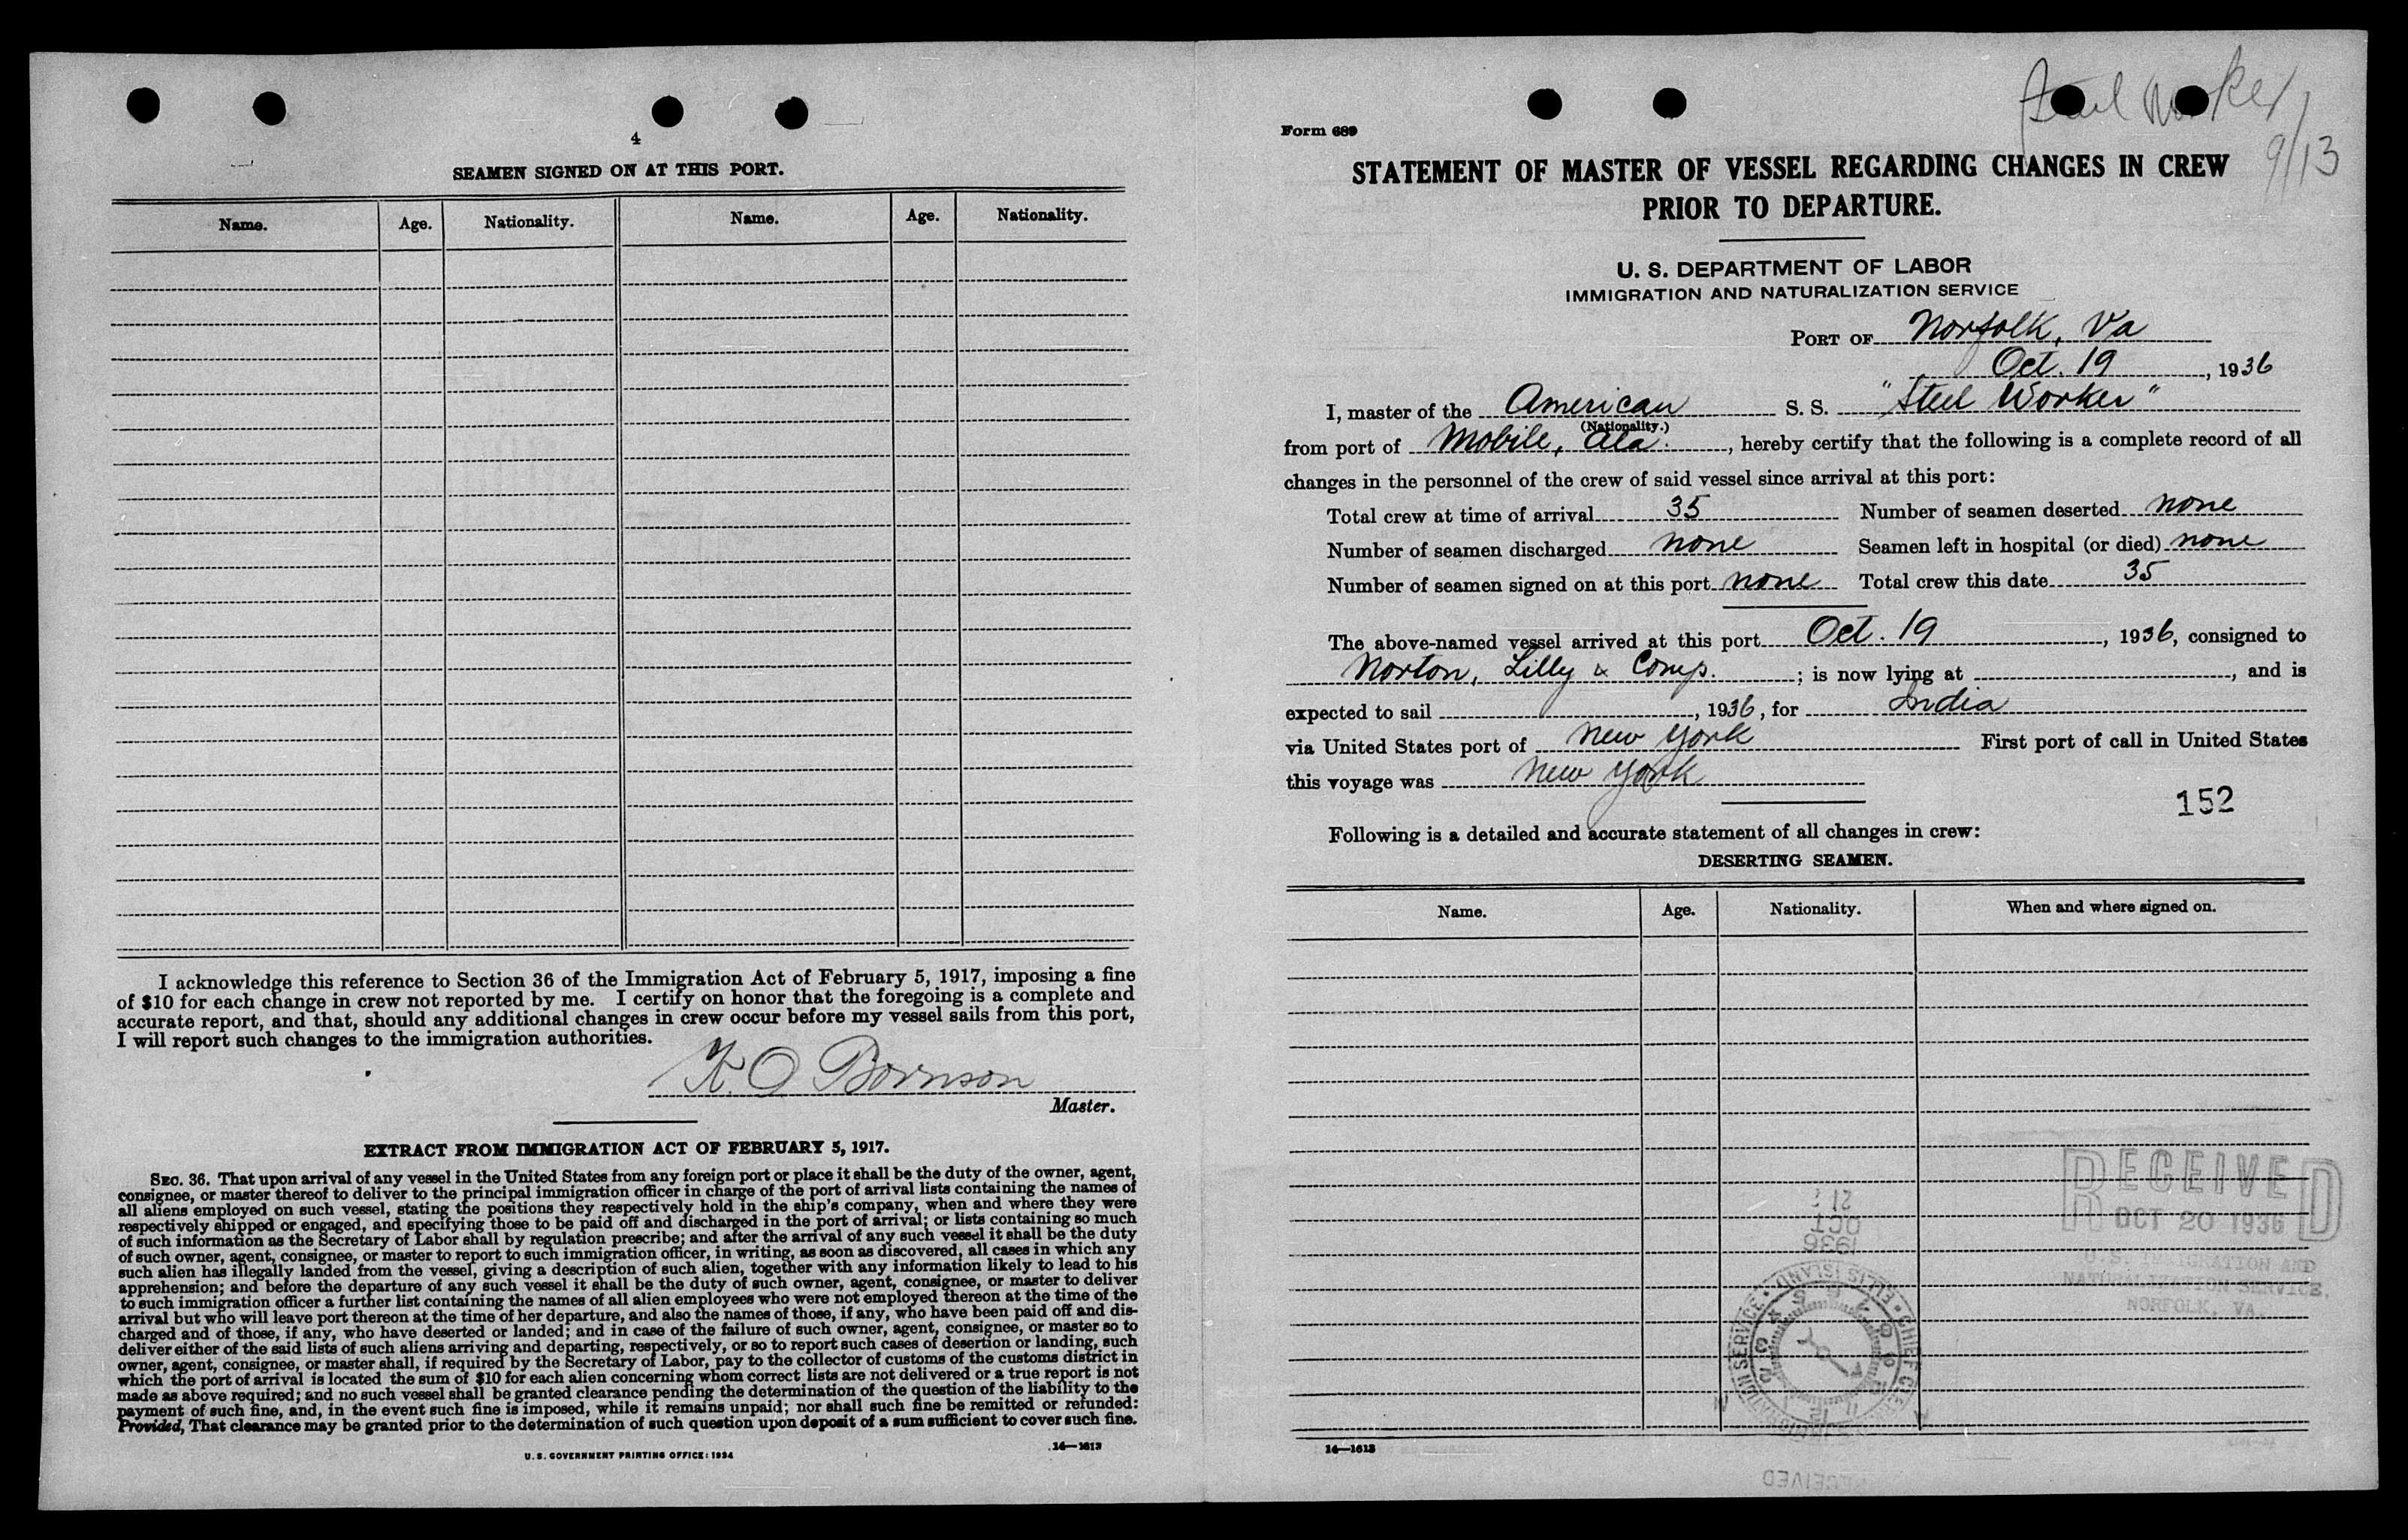 4
SEAMEN SIGNED ON AT THIS PORT.
Name. Age. Nationality. Name. Age. Nationality.
I acknowledge this reference to Section 36 of the Immigration Act of February 5, 1917, imposing a fine
of $10 for each change in crew not reported by me. I certify on honor that the foregoing is a complete and
accurate report, and that, should any additional changes in crew occur before my vessel sails from this port,
I will report such changes to the immigration authorities.
K. O Bornson
Master.
EXTRACT FROM IMMIGRATION ACT OF FEBRUARY 5, 1917.
SEC. 36. That upon arrival of any vessel in the United States from any foreign port or place it shall be the duty of the owner, agent,
consignee, or master thereof to deliver to the principal immigration officer in charge of the port of arrival lists containing the names of
all aliens employed on such vessel, stating the positions they respectively hold in the ship's company, when and where they were
respectively shipped or engaged, and specifying those to be paid off and discharged in the port of arrival; or lists containing so much
of such information as the Secretary of Labor shall by regulation prescribe; and after the arrival of any such vessel it shall be the duty
of such owner, agent, consignee, or master to report to such immigration officer, in writing, as soon as discovered, all cases in which any
such alien has illegally landed from the vessel, giving a description of such alien, together with any information likely to lead to his
apprehension; and before the departure of any such vessel it shall be the duty of such owner, agent, consignee, or master to deliver
to such immigration officer a further list containing the names of all alien employees who were not employed thereon at the time of the
arrival but who will leave port thereon at the time of her departure, and also the names of those, if any, who have been paid off and dis-
charged and of those, if any, who have deserted or landed; and in case of the failure of such owner, agent, consignee, or master so to
deliver either of the said lists of such aliens arriving and departing, respectively, or so to report such cases of desertion or landing, such
owner, agent, consignee, or master shall, if required by the Secretary of Labor, pay to the collector of customs of the customs district in
which the port of arrival is located the sum of $10 for each alien concerning whom correct lists are not delivered or a true report is not
made as above required; and no such vessel shall be granted clearance pending the determination of the question of the liability to the
payment of such fine, and, in the event such fine is imposed, while it remains unpaid; nor shall such fine be remitted or refunded:
Provided, That clearance may be granted prior to the determination of such question upon deposit of a sum sufficient to cover such fine.
U. S. GOVERNMENT PRINTING OFFICE: 1934
14—1613
Steel Worker
9/13
Form 689
STATEMENT OF MASTER OF VESSEL REGARDING CHANGES IN CREW
PRIOR TO DEPARTURE.
U. S. DEPARTMENT OF LABOR
IMMIGRATION AND NATURALIZATION SERVICE
PORT OF Norfolk, Va
Oct. 19, 1936
I, master of the American S. S. "Steel Worker"
(Nationality.)
from port of Mobile, Ala., hereby certify that the following is a complete record of all
changes in the personnel of the crew of said vessel since arrival at this port:
Total crew at time of arrival 35 Number of seamen deserted none
Number of seamen discharged none Seamen left in hospital (or died) none
Number of seamen signed on at this port none Total crew this date 35
The above-named vessel arrived at this port Oct. 19, 1936, consigned to
Norton, Lilly & Comp.; is now lying at , and is
expected to sail , 1936, for India
via United States port of New York First port of call in United States
this voyage was New York
152
Following is a detailed and accurate statement of all changes in crew:
DESERTING SEAMEN.
Name. Age. Nationality. When and where signed on.
RECEIVED
OCT 20 1936
U. S. IMMIGRATION AND
NATURALIZATION SERVICE.
NORFOLK, VA.
OCT
1936
ELLIS ISLAND
14—1613
RECEIVED